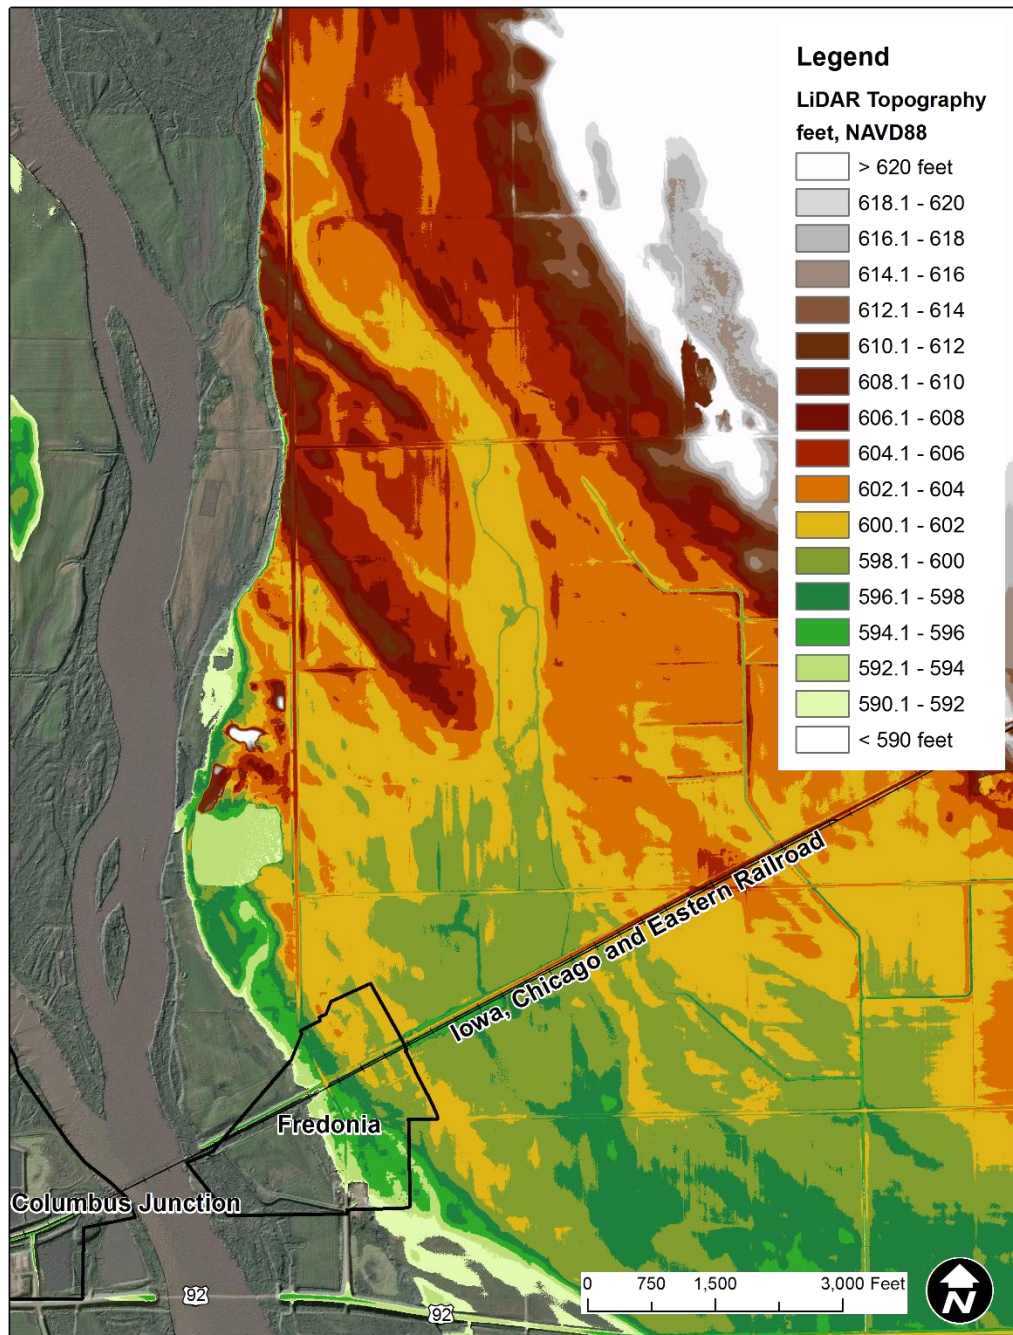 Legend
LiDAR Topography
feet, NAVD88
> 620 feet
618.1 - 620
616.1 - 618
614.1 - 616
612.1 - 614
610.1 - 612
608.1 - 610
606.1 - 608
604.1 - 606
602.1 - 604
600.1 - 602
598.1 - 600
596.1 - 598
594.1 - 596
592.1 - 594
590.1 - 592
< 590 feet
Iowa, Chicago and Eastern Railroad
Fredonia
Columbus Junction
92
92
0 750 1,500 3,000 Feet
N